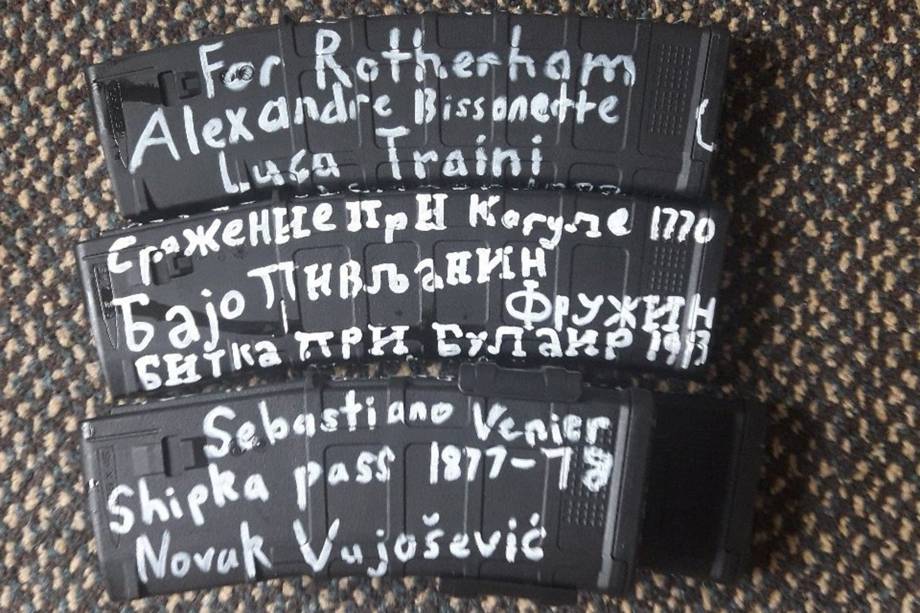 For Rotherham
Alexandre Bissonette
Luca Traini
Сражение при Кагуле 1770
Бајо Пивљанин
Фружин
Битка при Булаир 1913
Sebastiano Venier
Shipka pass 1877-78
Novak Vujošević